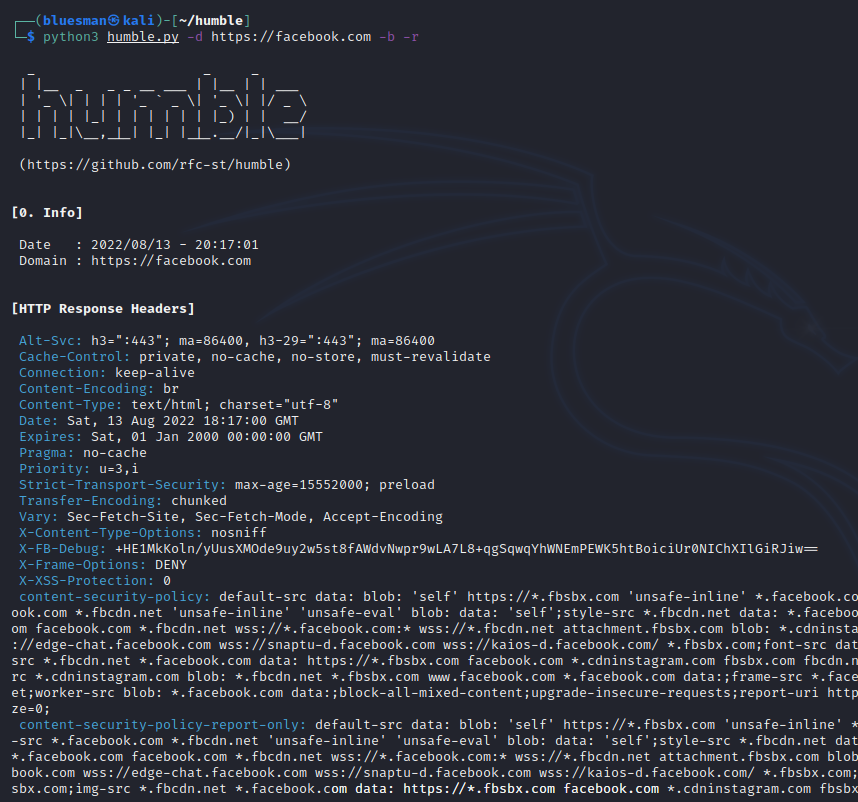 (bluesman㉿kali)-[~/humble]
$ python3 humble.py -d https://facebook.com -b -r
humble
(https://github.com/rfc-st/humble)
[0. Info]
Date : 2022/08/13 - 20:17:01
Domain : https://facebook.com
[HTTP Response Headers]
Alt-Svc: h3=":443"; ma=86400, h3-29=":443"; ma=86400
Cache-Control: private, no-cache, no-store, must-revalidate
Connection: keep-alive
Content-Encoding: br
Content-Type: text/html; charset="utf-8"
Date: Sat, 13 Aug 2022 18:17:00 GMT
Expires: Sat, 01 Jan 2000 00:00:00 GMT
Pragma: no-cache
Priority: u=3,i
Strict-Transport-Security: max-age=15552000; preload
Transfer-Encoding: chunked
Vary: Sec-Fetch-Site, Sec-Fetch-Mode, Accept-Encoding
X-Content-Type-Options: nosniff
X-FB-Debug: +HE1MkKoln/yUusXMOde9uy2w5st8fAWdvNwpr9wLA7L8+qgSqwqYhWNEmPEWK5htBoiciUr0NIChXIlGiRJiw==
X-Frame-Options: DENY
X-XSS-Protection: 0
content-security-policy: default-src data: blob: 'self' https://*.fbsbx.com 'unsafe-inline' *.facebook.co
ook.com *.fbcdn.net 'unsafe-inline' 'unsafe-eval' blob: data: 'self';style-src *.fbcdn.net data: *.faceboo
om facebook.com *.fbcdn.net wss://*.facebook.com:* wss://*.fbcdn.net attachment.fbsbx.com blob: *.cdninsta
://edge-chat.facebook.com wss://snaptu-d.facebook.com wss://kaios-d.facebook.com/ *.fbsbx.com;font-src dat
src *.fbcdn.net *.facebook.com data: https://*.fbsbx.com facebook.com *.cdninstagram.com fbsbx.com fbcdn.n
rc *.cdninstagram.com blob: *.fbcdn.net *.fbsbx.com www.facebook.com *.facebook.com data:;frame-src *.face
et;worker-src blob: *.facebook.com data:;block-all-mixed-content;upgrade-insecure-requests;report-uri http
ze=0;
content-security-policy-report-only: default-src data: blob: 'self' https://*.fbsbx.com 'unsafe-inline' *
-src *.facebook.com *.fbcdn.net 'unsafe-inline' 'unsafe-eval' blob: data: 'self';style-src *.fbcdn.net dat
*.facebook.com facebook.com *.fbcdn.net wss://*.facebook.com:* wss://*.fbcdn.net attachment.fbsbx.com blob
book.com wss://edge-chat.facebook.com wss://snaptu-d.facebook.com wss://kaios-d.facebook.com/ *.fbsbx.com;
sbx.com;img-src *.fbcdn.net *.facebook.com data: https://*.fbsbx.com facebook.com *.cdninstagram.com fbsbx